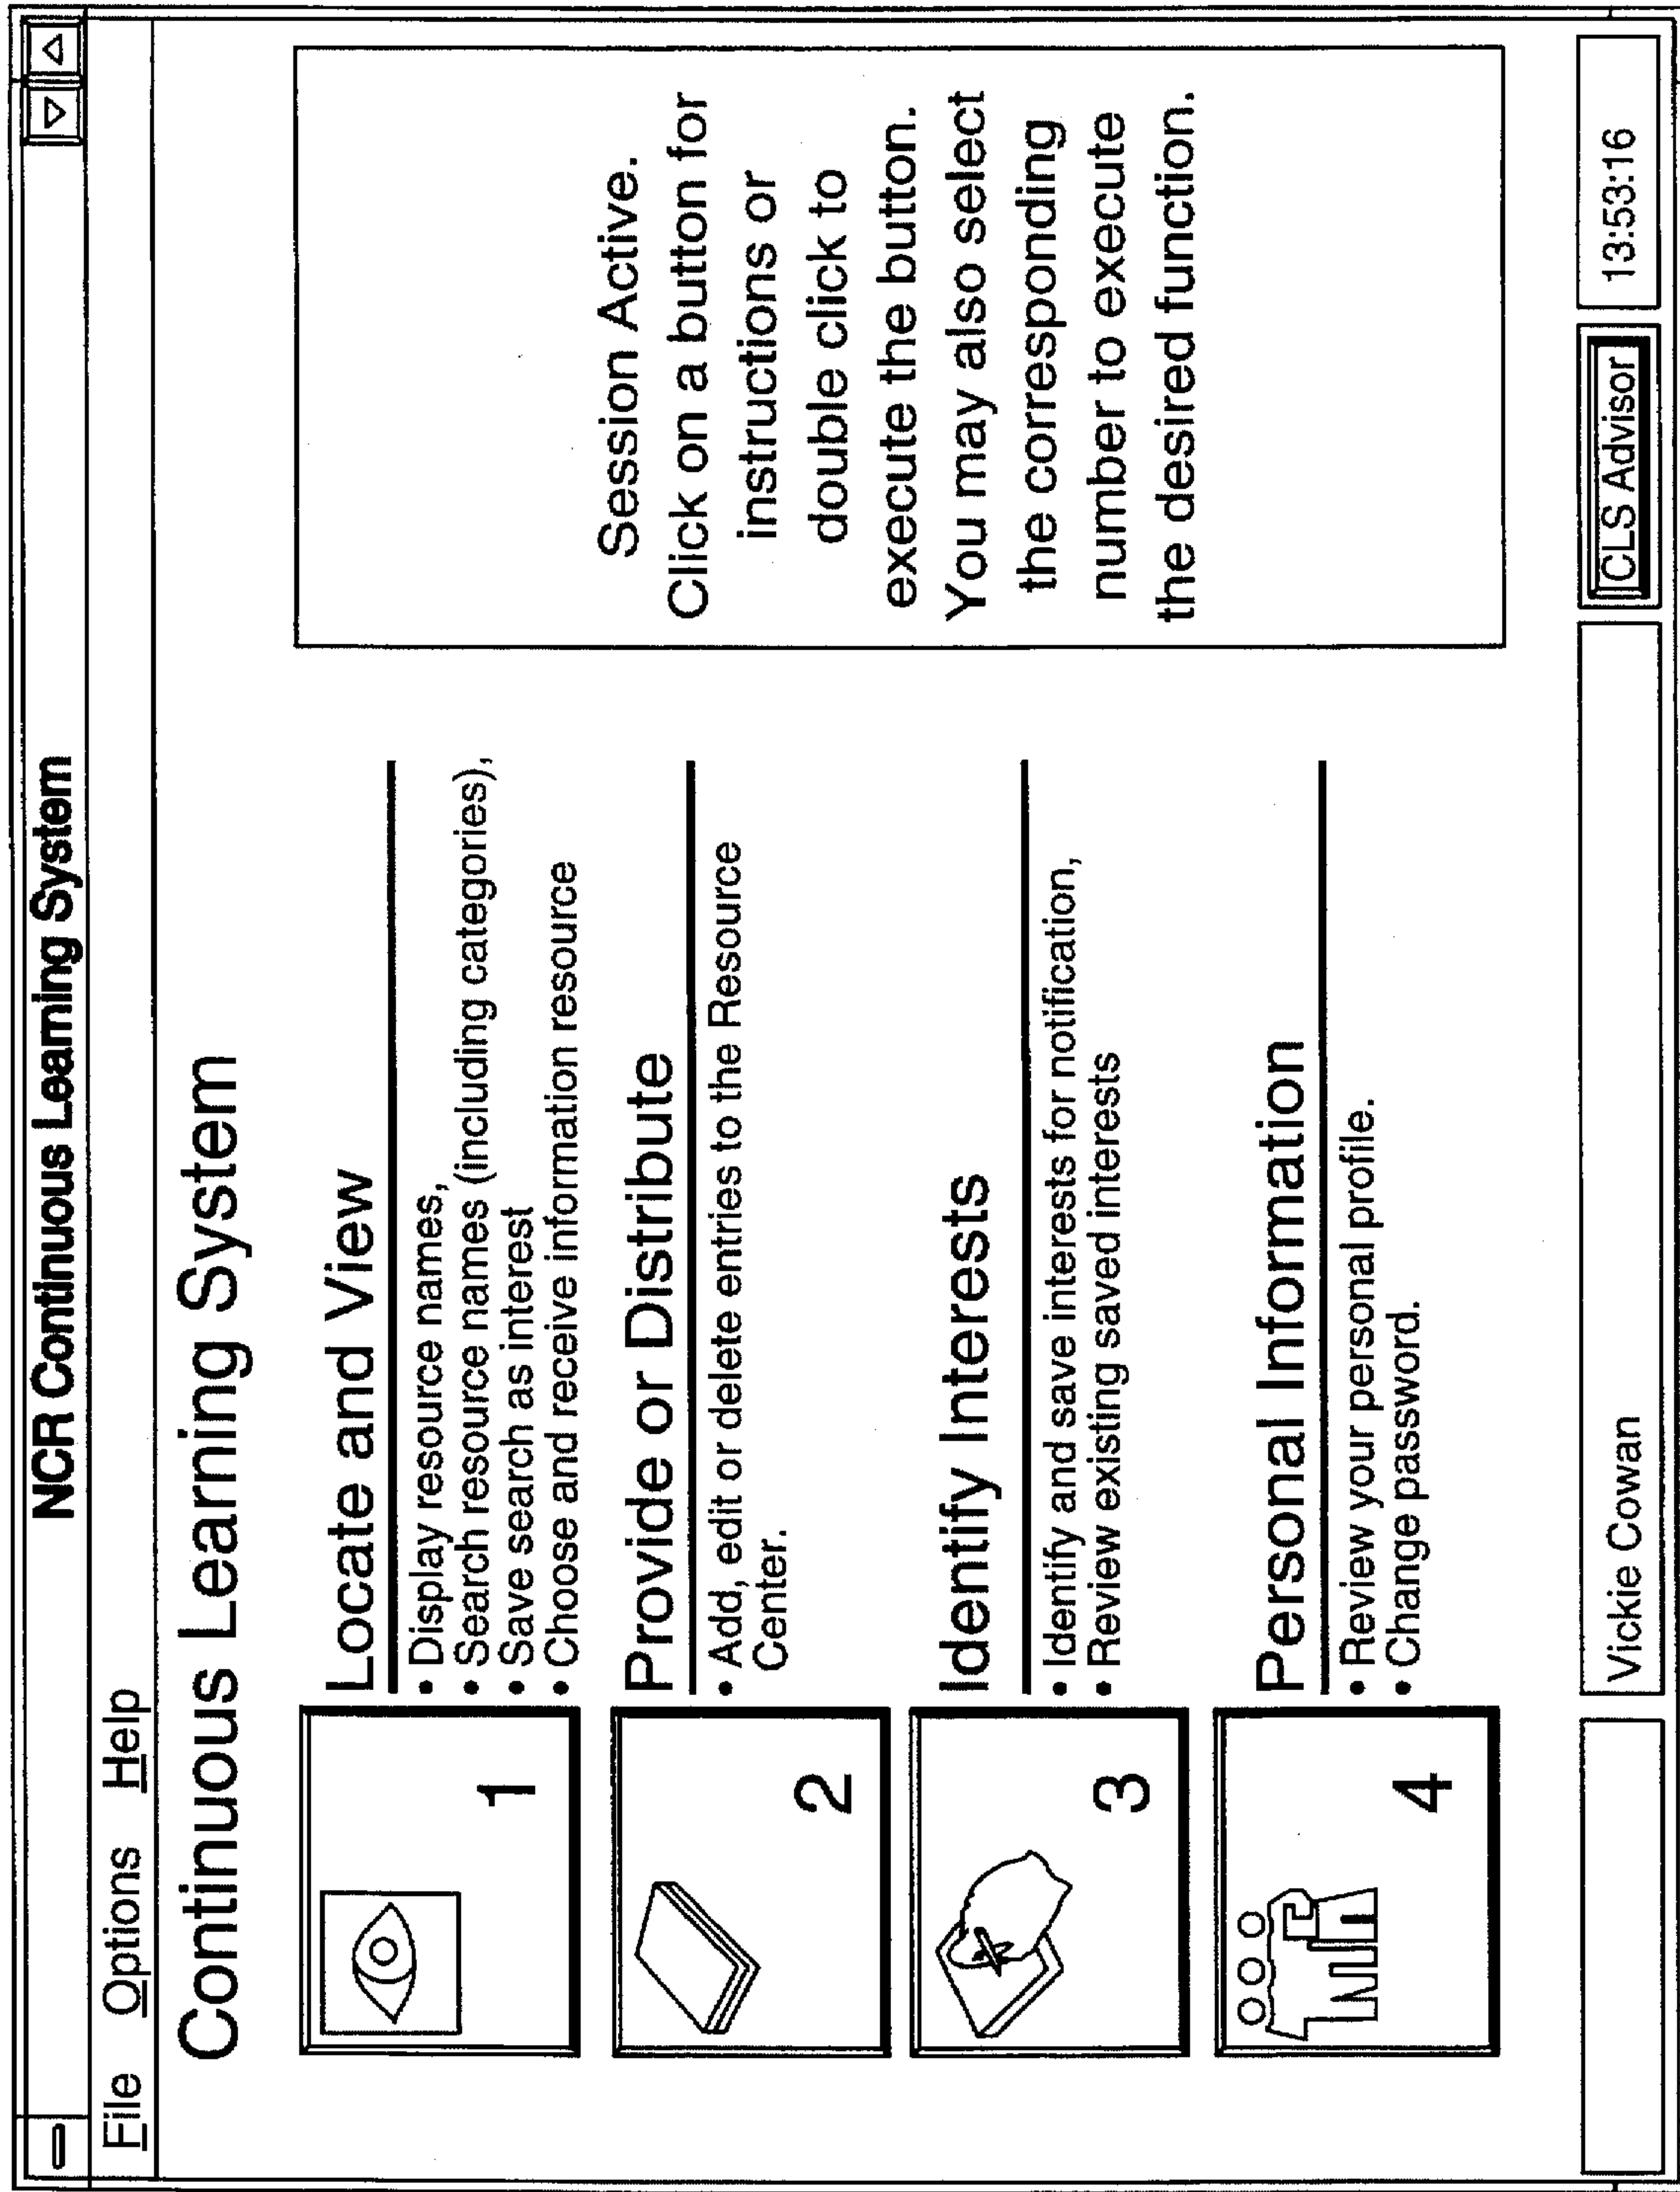 NCR Continuous Learning System
File Options Help
Continuous Learning System
1
Locate and View
• Display resource names,
• Search resource names (including categories),
• Save search as interest
• Choose and receive information resource
2
Provide or Distribute
• Add, edit or delete entries to the Resource
Center.
3
Identify Interests
• Identify and save interests for notification,
• Review existing saved interests
4
Personal Information
• Review your personal profile.
• Change password.
Session Active.
Click on a button for
instructions or
double click to
execute the button.
You may also select
the corresponding
number to execute
the desired function.
Vickie Cowan
CLS Advisor
13:53:16